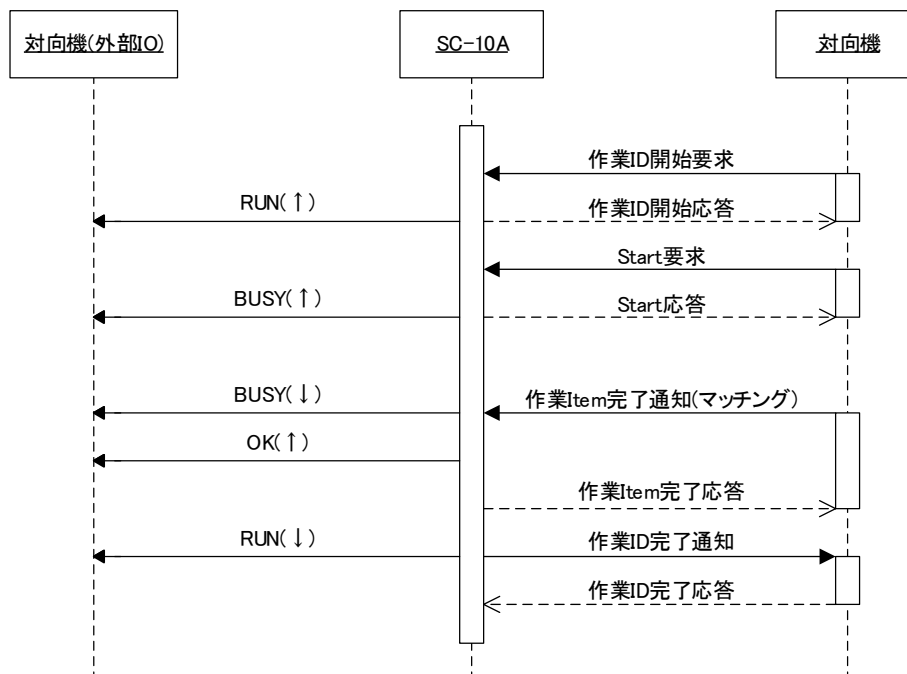 対向機(外部IO)
SC-10A
対向機
作業ID開始要求
RUN(↑)
作業ID開始応答
Start要求
BUSY(↑)
Start応答
BUSY(↓)
作業Item完了通知(マッチング)
OK(↑)
作業Item完了応答
RUN(↓)
作業ID完了通知
作業ID完了応答